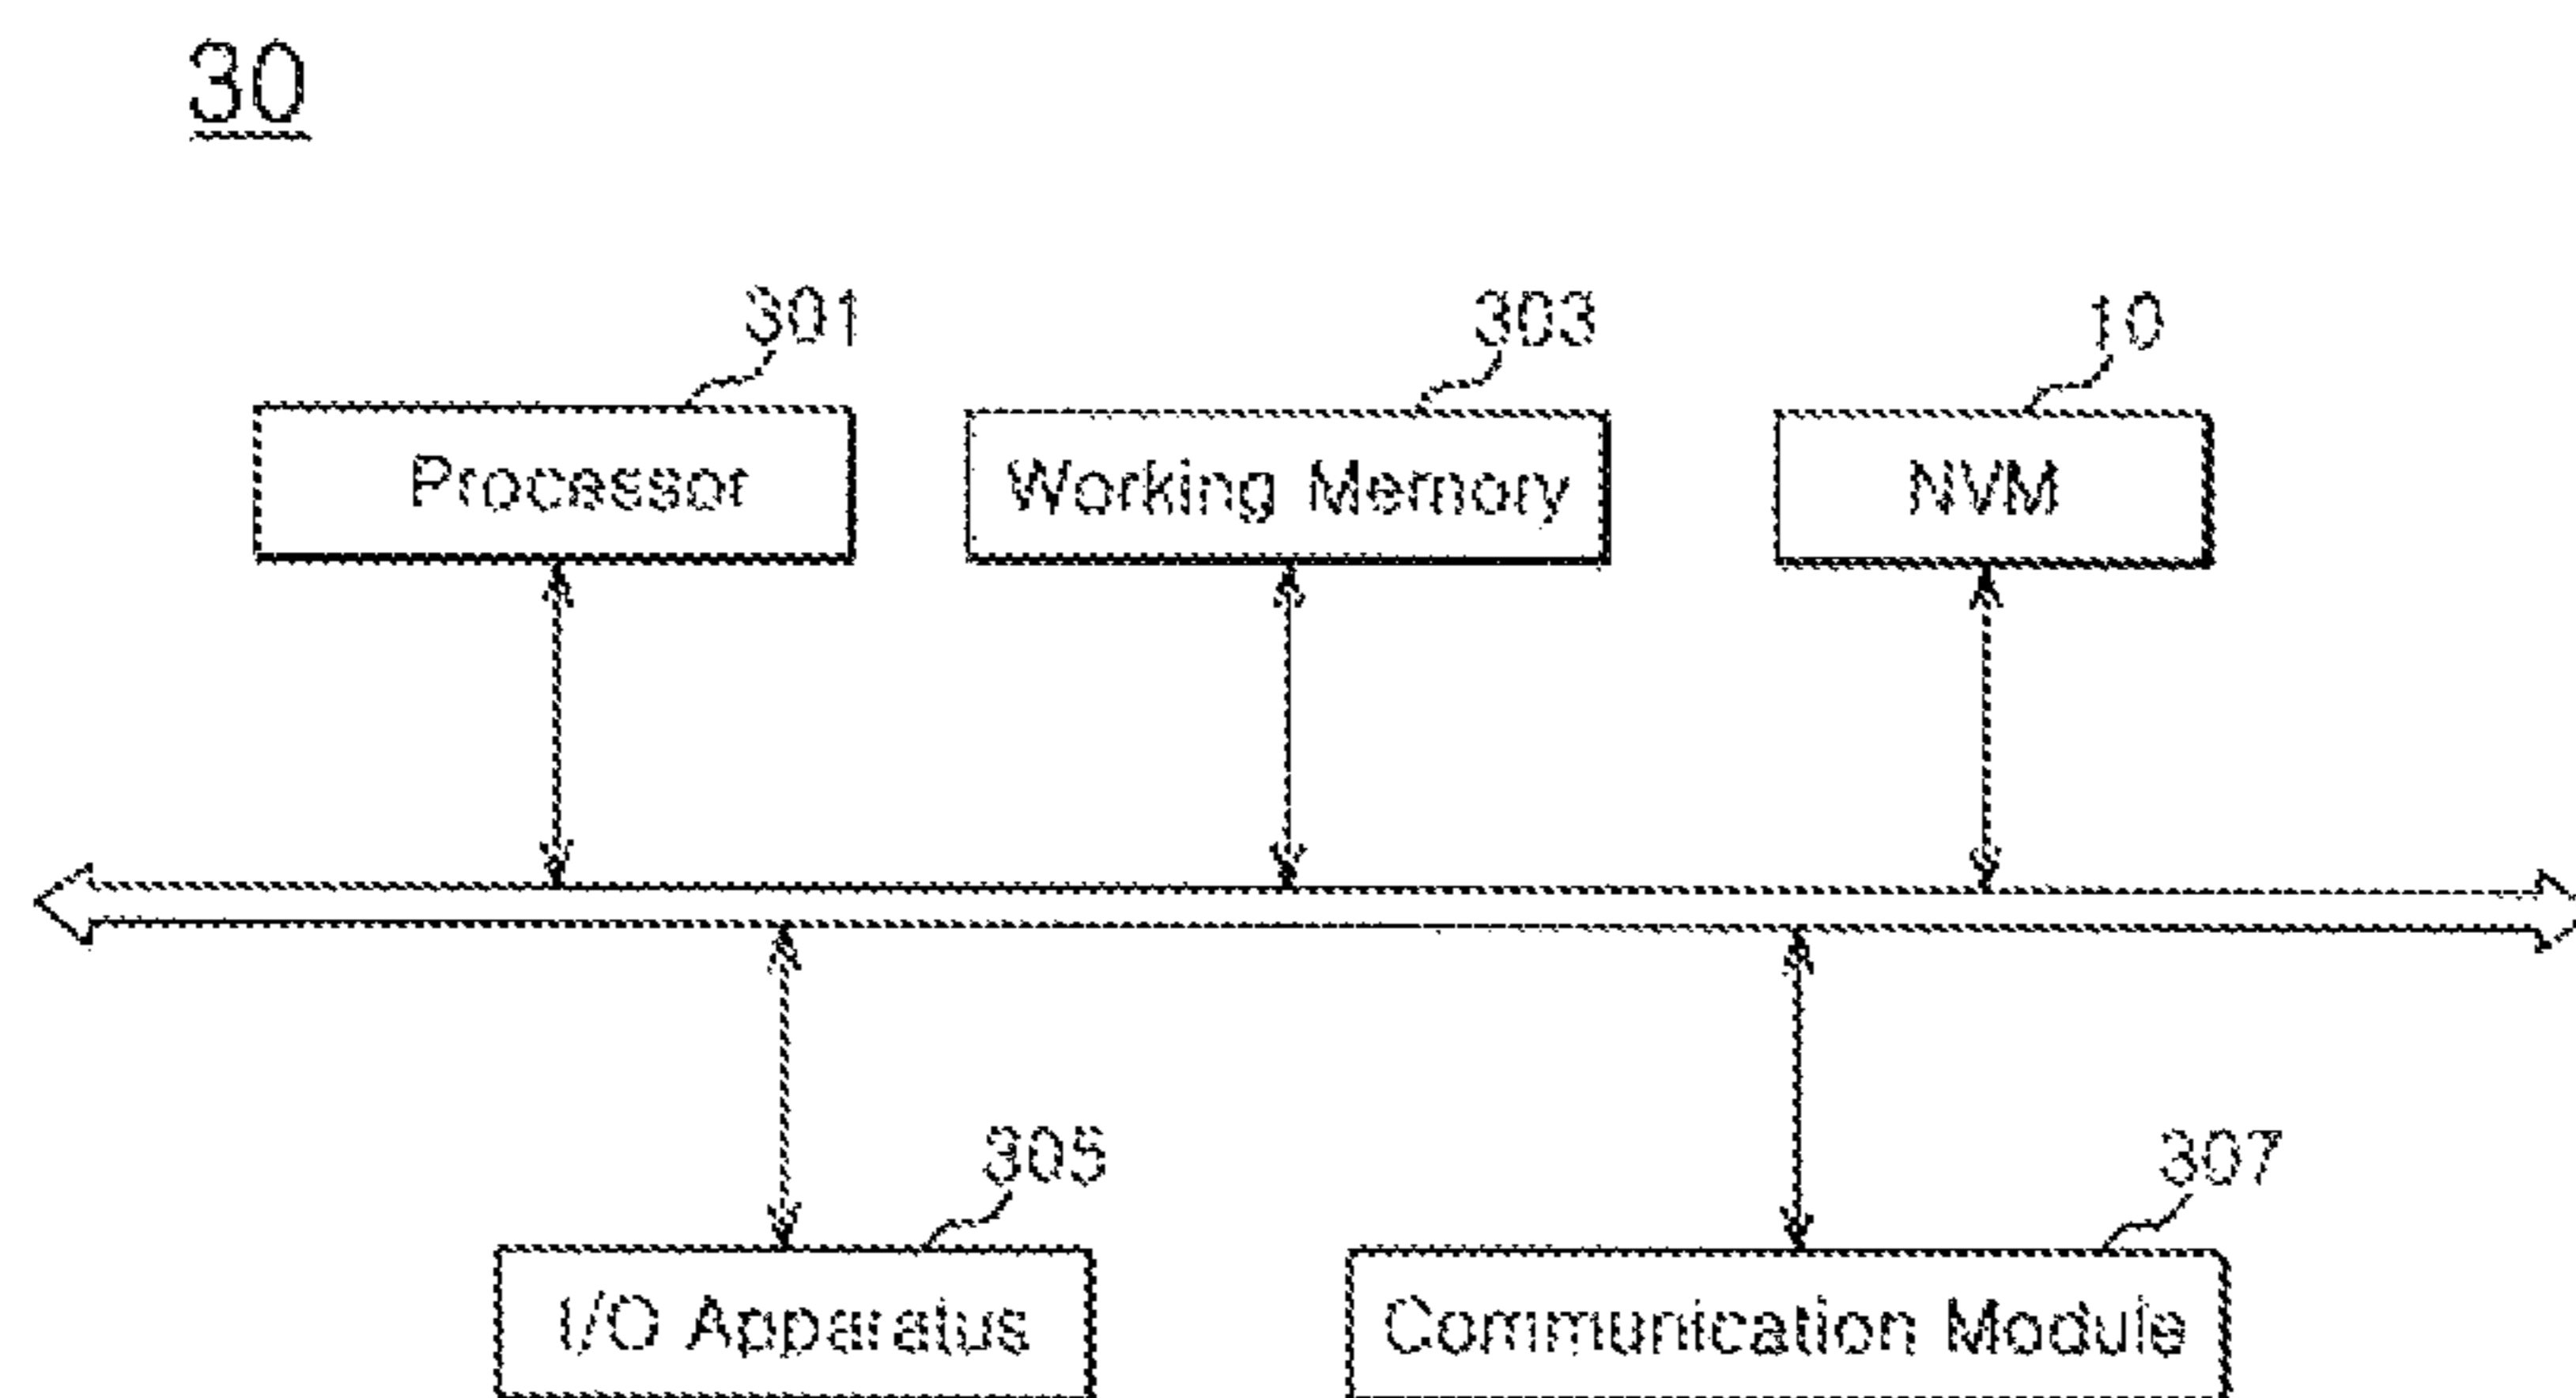 30
301
303
10
Processor
Working Memory
NVM
305
307
I/O Apparatus
Communication Module